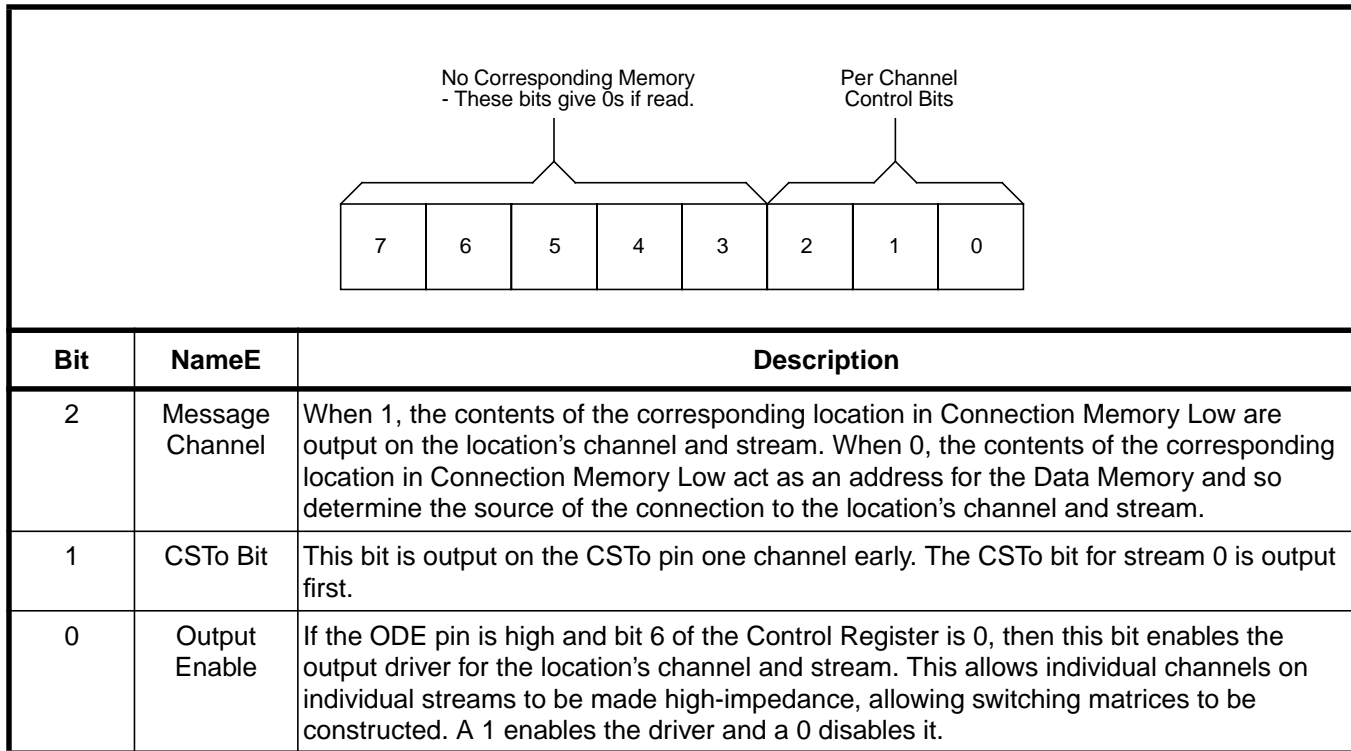 No Corresponding Memory
- These bits give 0s if read.
Per Channel
Control Bits
7 6 5 4 3 2 1 0
Bit NameE Description
2 Message Channel When 1, the contents of the corresponding location in Connection Memory Low are
output on the location’s channel and stream. When 0, the contents of the corresponding
location in Connection Memory Low act as an address for the Data Memory and so
determine the source of the connection to the location’s channel and stream.
1 CSTo Bit This bit is output on the CSTo pin one channel early. The CSTo bit for stream 0 is output
first.
0 Output Enable If the ODE pin is high and bit 6 of the Control Register is 0, then this bit enables the
output driver for the location’s channel and stream. This allows individual channels on
individual streams to be made high-impedance, allowing switching matrices to be
constructed. A 1 enables the driver and a 0 disables it.